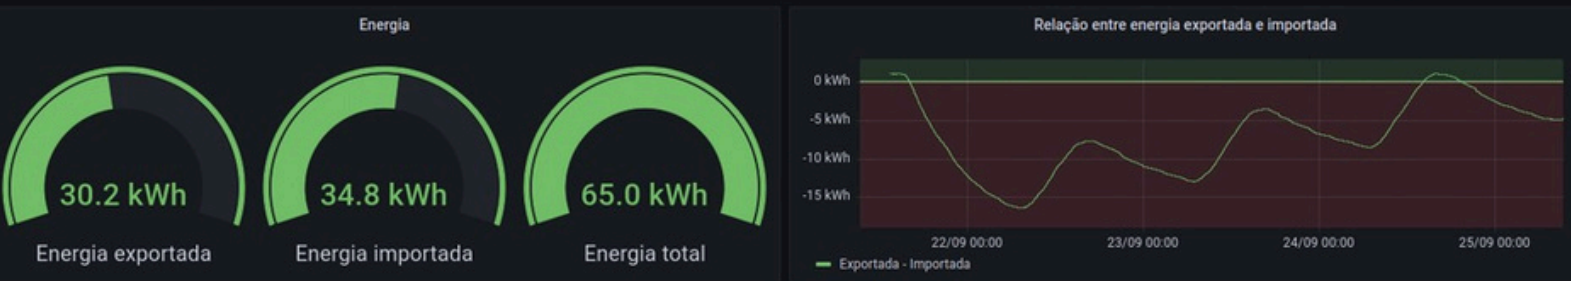 Energia
30.2 kWh
Energia exportada
34.8 kWh
Energia importada
65.0 kWh
Energia total
Relação entre energia exportada e importada
0 kWh
-5 kWh
-10 kWh
-15 kWh
22/09 00:00
23/09 00:00
24/09 00:00
25/09 00:00
Exportada - Importada